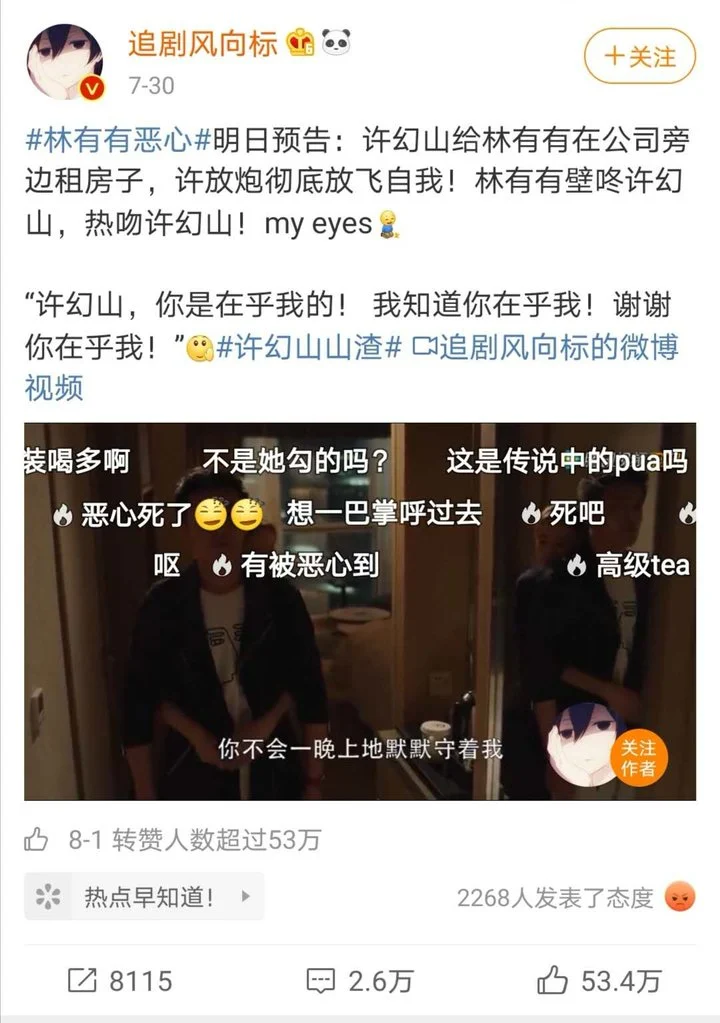 追剧风向标
+关注
7-30
#林有有恶心#明日预告：许幻山给林有有在公司旁
边租房子，许放炮彻底放飞自我！林有有壁咚许幻
山，热吻许幻山！my eyes
“许幻山，你是在乎我的！ 我知道你在乎我！谢谢
你在乎我！”#许幻山山渣# 追剧风向标的微博
视频
装喝多啊 不是她勾的吗？ 这是传说中的pua吗
恶心死了 想一巴掌呼过去 死吧
呕 有被恶心到 高级tea
你不会一晚上地默默守着我
关注
作者
8-1 转赞人数超过53万
热点早知道！
2268人发表了态度
8115 2.6万 53.4万